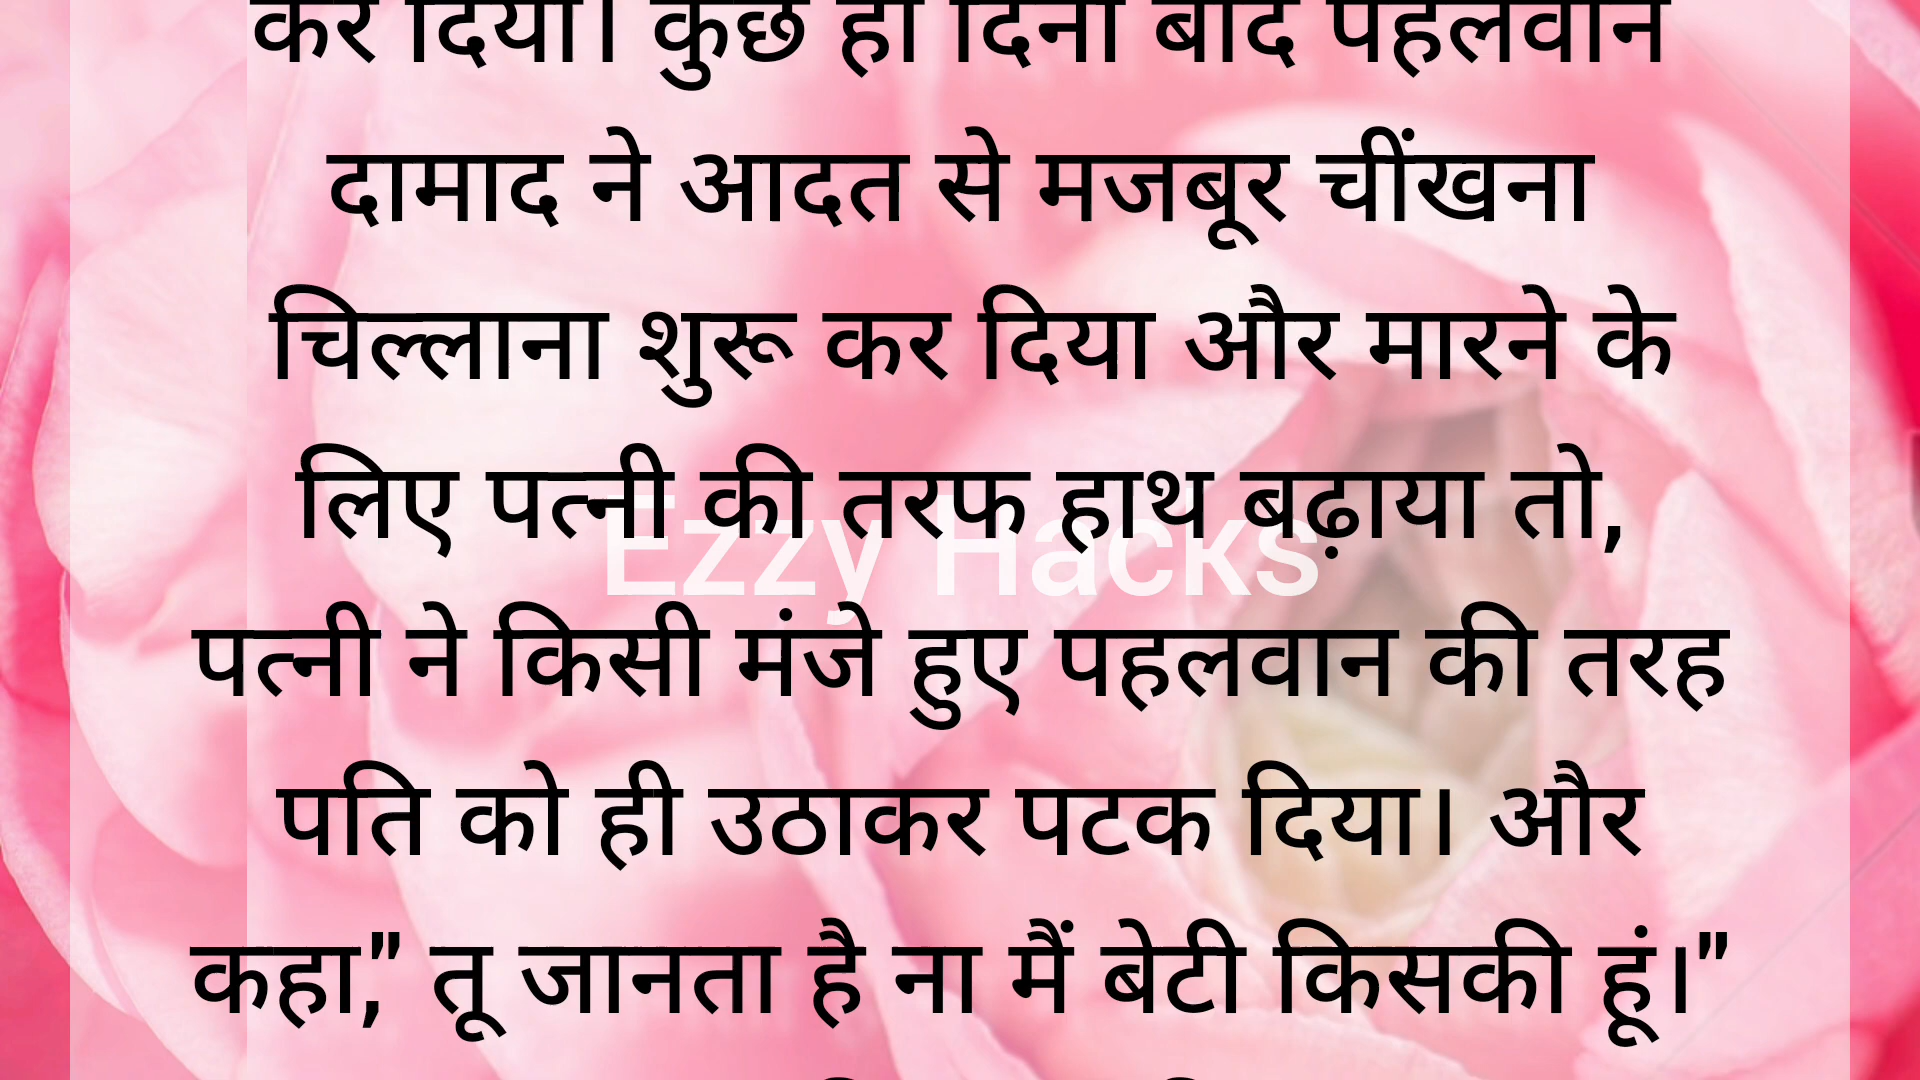 कर दिया। कुछ ही दिनों बाद पहलवान
दामाद ने आदत से मजबूर चींखना
चिल्लाना शुरू कर दिया और मारने के
लिए पत्नी की तरफ हाथ बढ़ाया तो,
Ezzy Hacks
पत्नी ने किसी मंजे हुए पहलवान की तरह
पति को ही उठाकर पटक दिया। और
कहा," तू जानता है ना मैं बेटी किसकी हूं।"